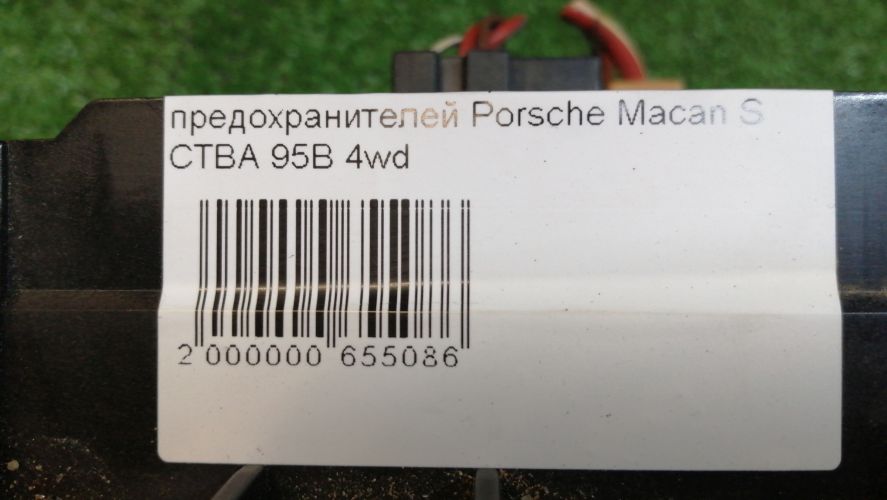 предохранителей Porsche Macan S
CTBA 95B 4wd
2 000000 655086